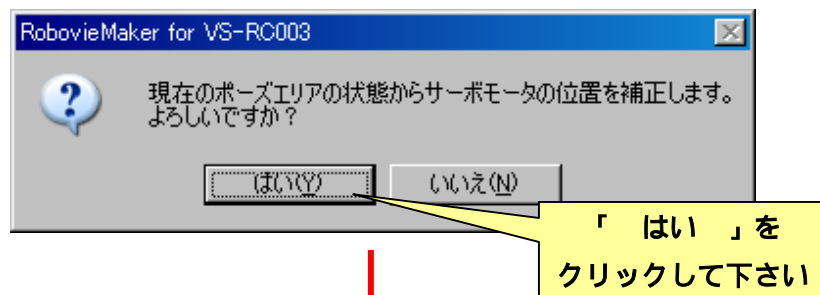 RobovieMaker for VS-RC003
現在のポーズエリアの状態からサーボモータの位置を補正します。
よろしいですか？
はい(Y)
いいえ(N)
「　はい　」を
クリックして下さい